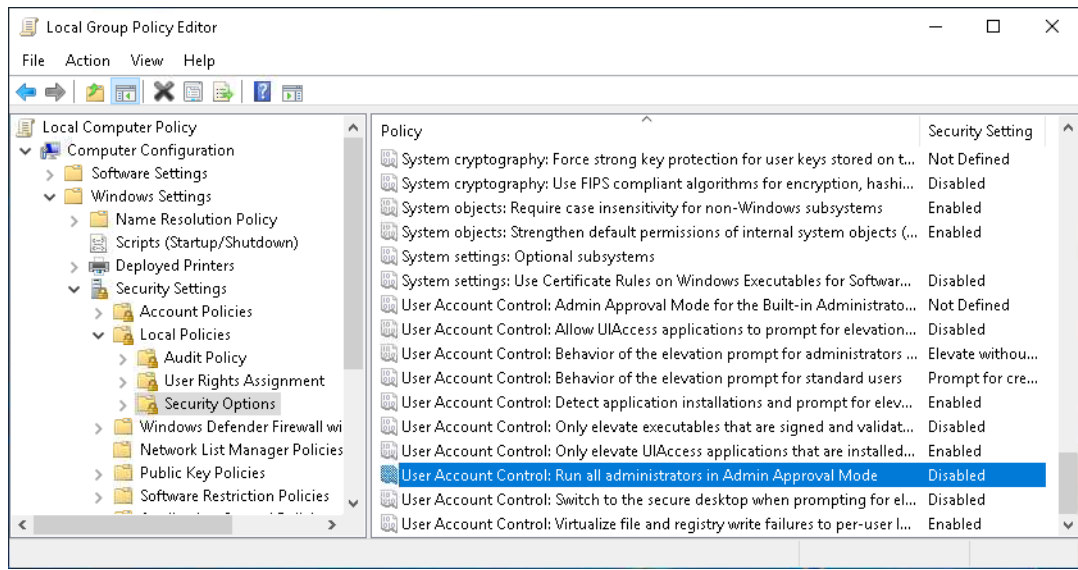 Local Group Policy Editor
File Action View Help
Local Computer Policy
Computer Configuration
Software Settings
Windows Settings
Name Resolution Policy
Scripts (Startup/Shutdown)
Deployed Printers
Security Settings
Account Policies
Local Policies
Audit Policy
User Rights Assignment
Security Options
Windows Defender Firewall wi
Network List Manager Policies
Public Key Policies
Software Restriction Policies
Policy Security Setting
System cryptography: Force strong key protection for user keys stored on t... Not Defined
System cryptography: Use FIPS compliant algorithms for encryption, hashi... Disabled
System objects: Require case insensitivity for non-Windows subsystems Enabled
System objects: Strengthen default permissions of internal system objects (... Enabled
System settings: Optional subsystems
System settings: Use Certificate Rules on Windows Executables for Softwar... Disabled
User Account Control: Admin Approval Mode for the Built-in Administrato... Not Defined
User Account Control: Allow UIAccess applications to prompt for elevation... Disabled
User Account Control: Behavior of the elevation prompt for administrators ... Elevate withou...
User Account Control: Behavior of the elevation prompt for standard users Prompt for cre...
User Account Control: Detect application installations and prompt for elev... Enabled
User Account Control: Only elevate executables that are signed and validat... Disabled
User Account Control: Only elevate UIAccess applications that are installed... Enabled
User Account Control: Run all administrators in Admin Approval Mode Disabled
User Account Control: Switch to the secure desktop when prompting for el... Disabled
User Account Control: Virtualize file and registry write failures to per-user l... Enabled